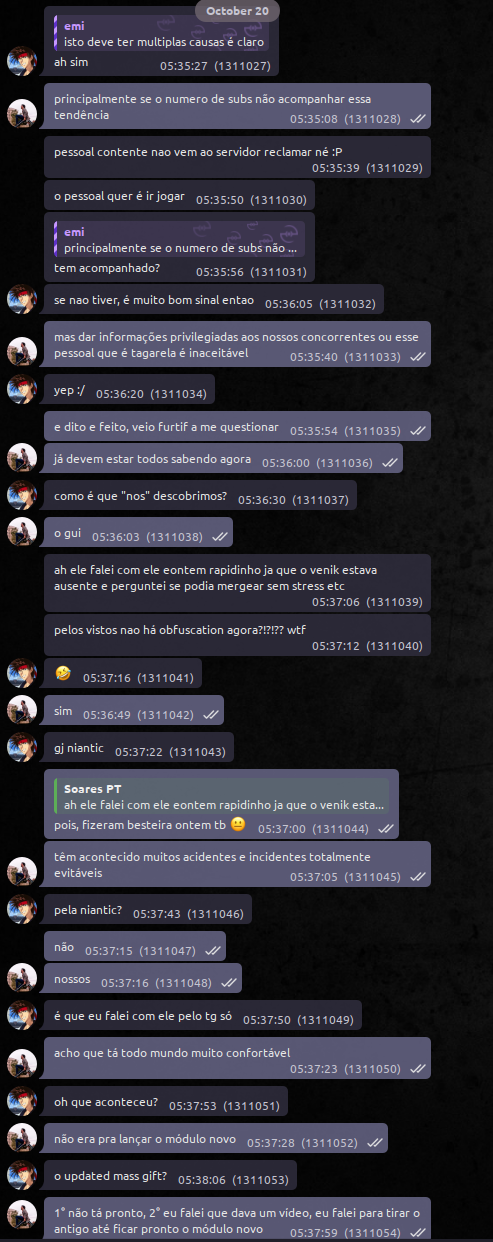 October 20
emi
isto deve ter multiplas causas é claro
ah sim 05:35:27 (1311027)
principalmente se o numero de subs não acompanhar essa
tendência 05:35:08 (1311028)
pessoal contente nao vem ao servidor reclamar né :P
05:35:39 (1311029)
o pessoal quer é ir jogar 05:35:50 (1311030)
emi
principalmente se o numero de subs não ...
tem acompanhado? 05:35:56 (1311031)
se nao tiver, é muito bom sinal entao 05:36:05 (1311032)
mas dar informações privilegiadas aos nossos concorrentes ou esse
pessoal que é tagarela é inaceitável 05:35:40 (1311033)
yep :/ 05:36:20 (1311034)
e dito e feito, veio furtif a me questionar 05:35:54 (1311035)
já devem estar todos sabendo agora 05:36:00 (1311036)
como é que "nos" descobrimos? 05:36:30 (1311037)
o gui 05:36:03 (1311038)
ah ele falei com ele eontem rapidinho ja que o venik estava
ausente e perguntei se podia mergear sem stress etc
05:37:06 (1311039)
pelos vistos nao há obfuscation agora?!?!?? wtf
05:37:12 (1311040)
🤣 05:37:16 (1311041)
sim 05:36:49 (1311042)
gj niantic 05:37:22 (1311043)
Soares PT
ah ele falei com ele eontem rapidinho ja que o venik esta...
pois, fizeram besteira ontem tb 😐 05:37:00 (1311044)
têm acontecido muitos acidentes e incidentes totalmente
evitáveis 05:37:05 (1311045)
pela niantic? 05:37:43 (1311046)
não 05:37:15 (1311047)
nossos 05:37:16 (1311048)
é que eu falei com ele pelo tg só 05:37:50 (1311049)
acho que tá todo mundo muito confortável
05:37:23 (1311050)
oh que aconteceu? 05:37:53 (1311051)
não era pra lançar o módulo novo 05:37:28 (1311052)
o updated mass gift? 05:38:06 (1311053)
1° não tá pronto, 2° eu falei que dava um vídeo, eu falei para tirar o
antigo até ficar pronto o módulo novo 05:37:59 (1311054)